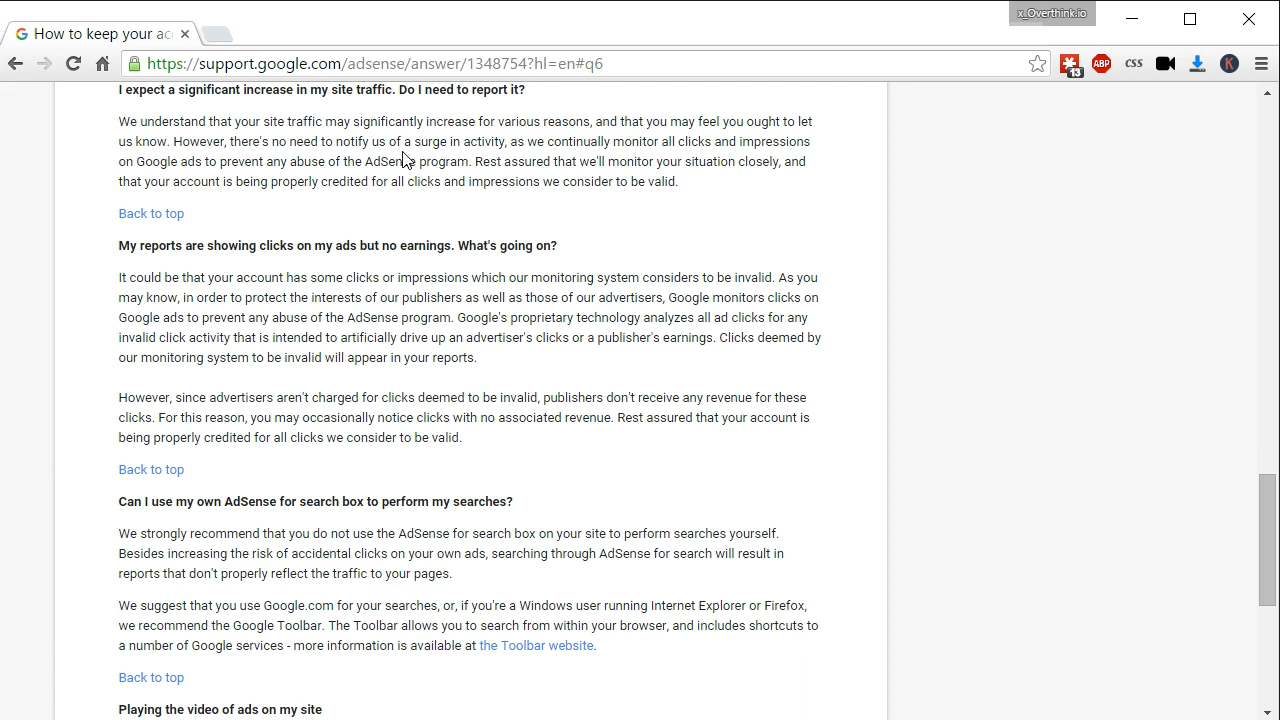 x_Overthink.io
How to keep your ac
https://support.google.com/adsense/answer/1348754?hl=en#q6
13
ABP
CSS
K
I expect a significant increase in my site traffic. Do I need to report it?
We understand that your site traffic may significantly increase for various reasons, and that you may feel you ought to let
us know. However, there's no need to notify us of a surge in activity, as we continually monitor all clicks and impressions
on Google ads to prevent any abuse of the AdSense program. Rest assured that we'll monitor your situation closely, and
that your account is being properly credited for all clicks and impressions we consider to be valid.
Back to top
My reports are showing clicks on my ads but no earnings. What's going on?
It could be that your account has some clicks or impressions which our monitoring system considers to be invalid. As you
may know, in order to protect the interests of our publishers as well as those of our advertisers, Google monitors clicks on
Google ads to prevent any abuse of the AdSense program. Google's proprietary technology analyzes all ad clicks for any
invalid click activity that is intended to artificially drive up an advertiser's clicks or a publisher's earnings. Clicks deemed by
our monitoring system to be invalid will appear in your reports.
However, since advertisers aren't charged for clicks deemed to be invalid, publishers don't receive any revenue for these
clicks. For this reason, you may occasionally notice clicks with no associated revenue. Rest assured that your account is
being properly credited for all clicks we consider to be valid.
Back to top
Can I use my own AdSense for search box to perform my searches?
We strongly recommend that you do not use the AdSense for search box on your site to perform searches yourself.
Besides increasing the risk of accidental clicks on your own ads, searching through AdSense for search will result in
reports that don't properly reflect the traffic to your pages.
We suggest that you use Google.com for your searches, or, if you're a Windows user running Internet Explorer or Firefox,
we recommend the Google Toolbar. The Toolbar allows you to search from within your browser, and includes shortcuts to
a number of Google services - more information is available at the Toolbar website.
Back to top
Playing the video of ads on my site